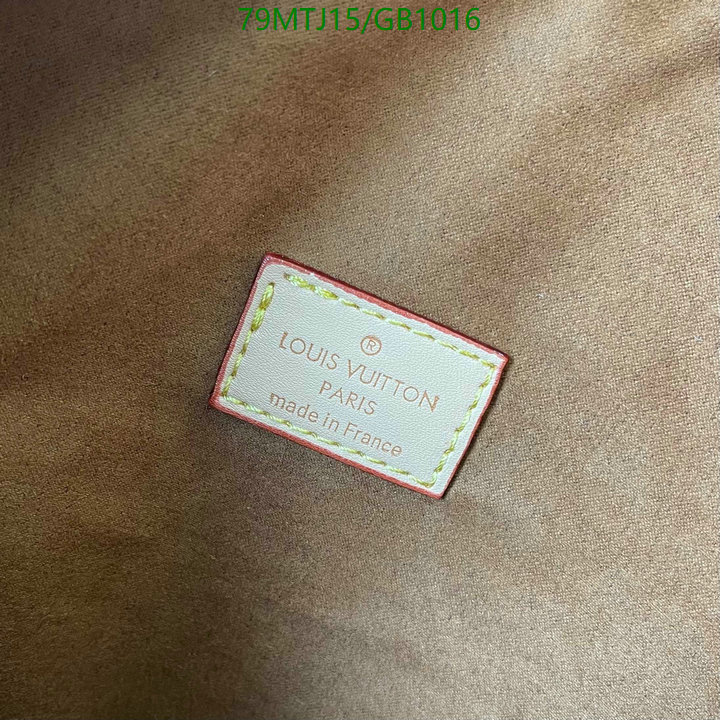 79MTJ15/GB1016
®
LOUIS VUITTON
PARIS
made in France